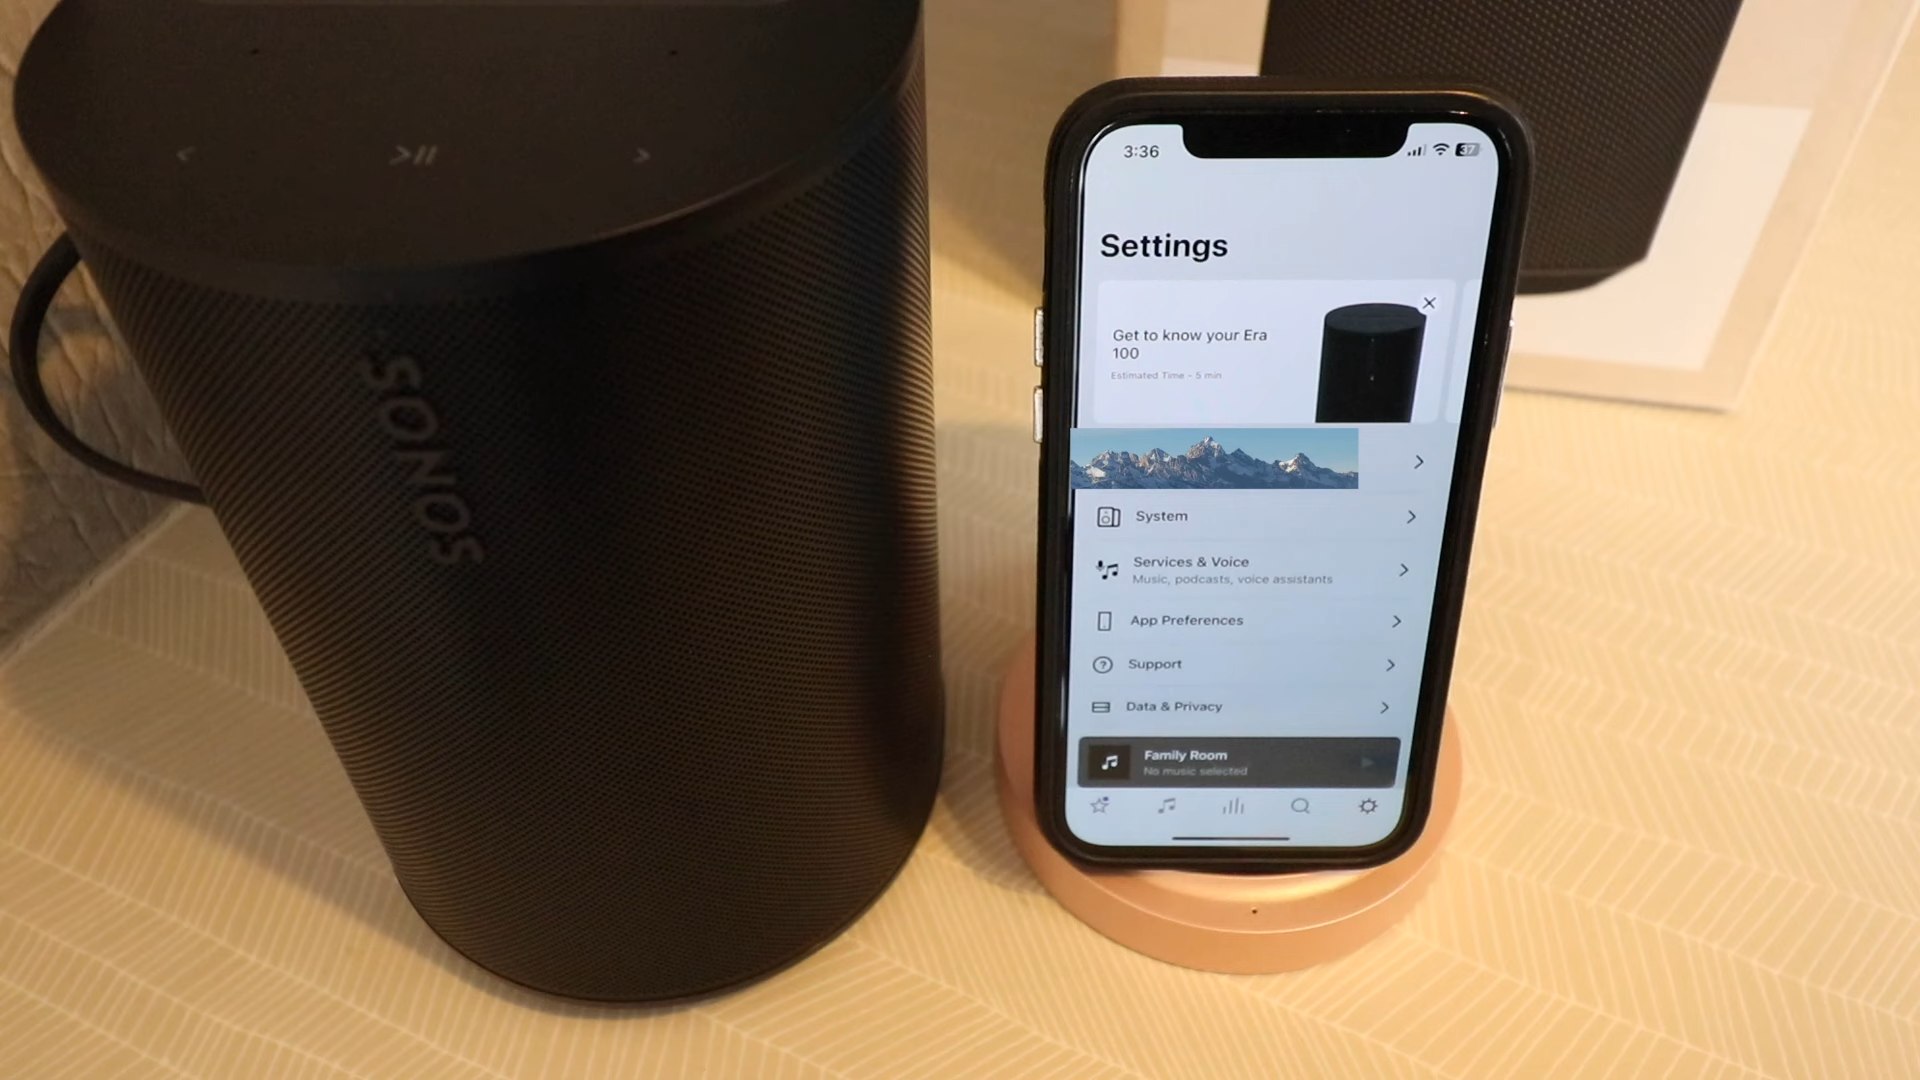 SONOS
3:36
37
Settings
Get to know your Era
100
Estimated Time - 5 min
System
Services & Voice
Music, podcasts, voice assistants
App Preferences
Support
Data & Privacy
Family Room
No music selected